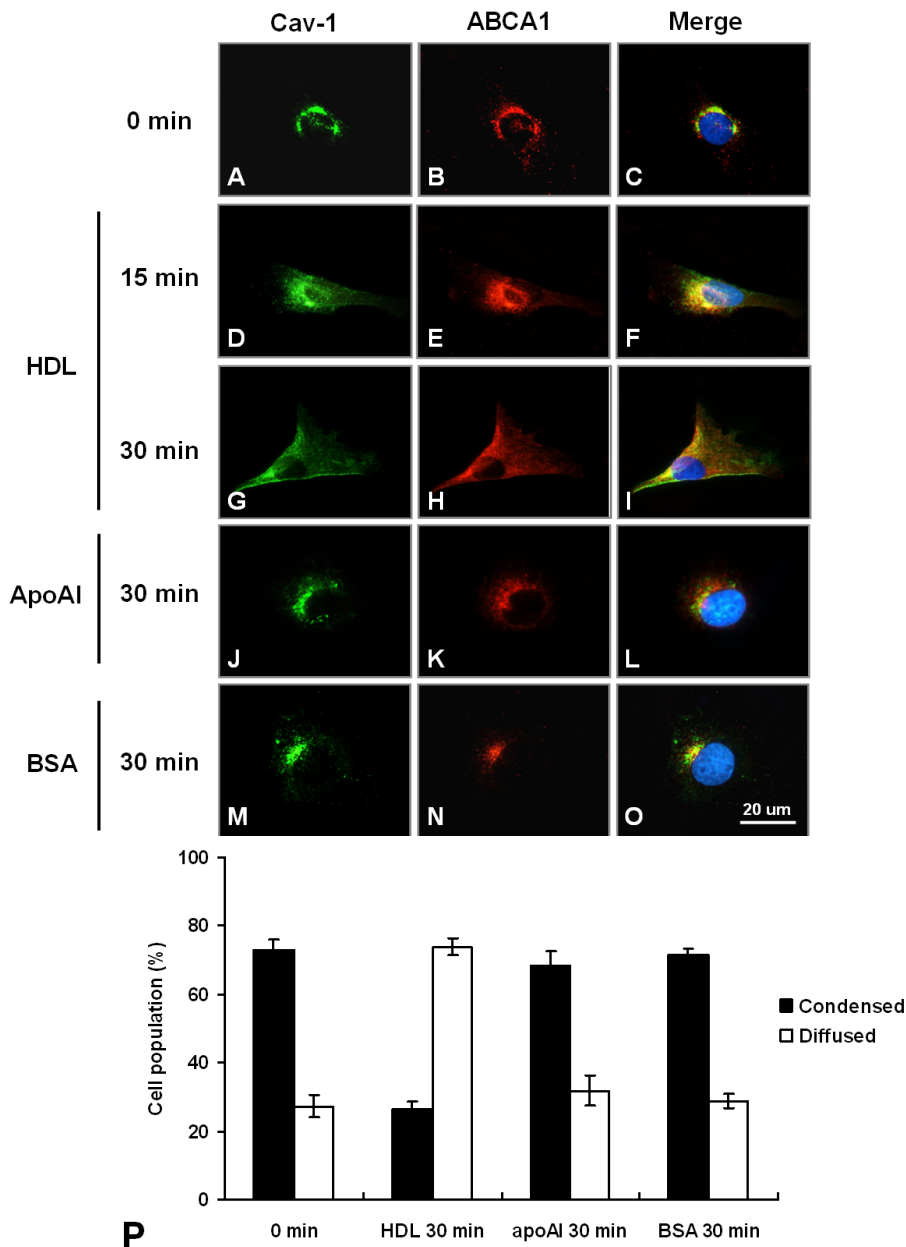 Cav-1 ABCA1 Merge
0 min
A B C
HDL
15 min
D E F
30 min
G H I
ApoAI 30 min
J K L
BSA 30 min
M N O
20 um
100
80
60
40
20
0
Cell population (%)
Condensed
Diffused
0 min HDL 30 min apoAI 30 min BSA 30 min
P